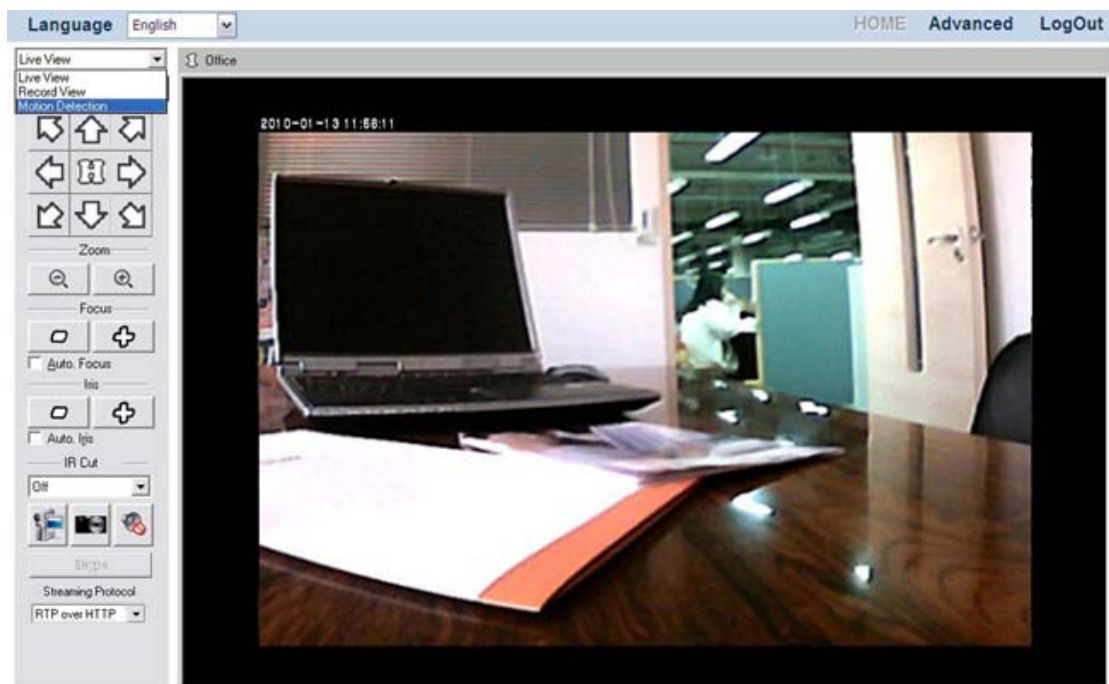 Language English HOME Advanced LogOut
Live View
Office
Live View
Record View
Motion Detection
2010-01-13 11:58:11
Zoom
Focus
Auto. Focus
Iris
Auto. Iris
IR Cut
Off
Streaming Protocol
RTP over HTTP